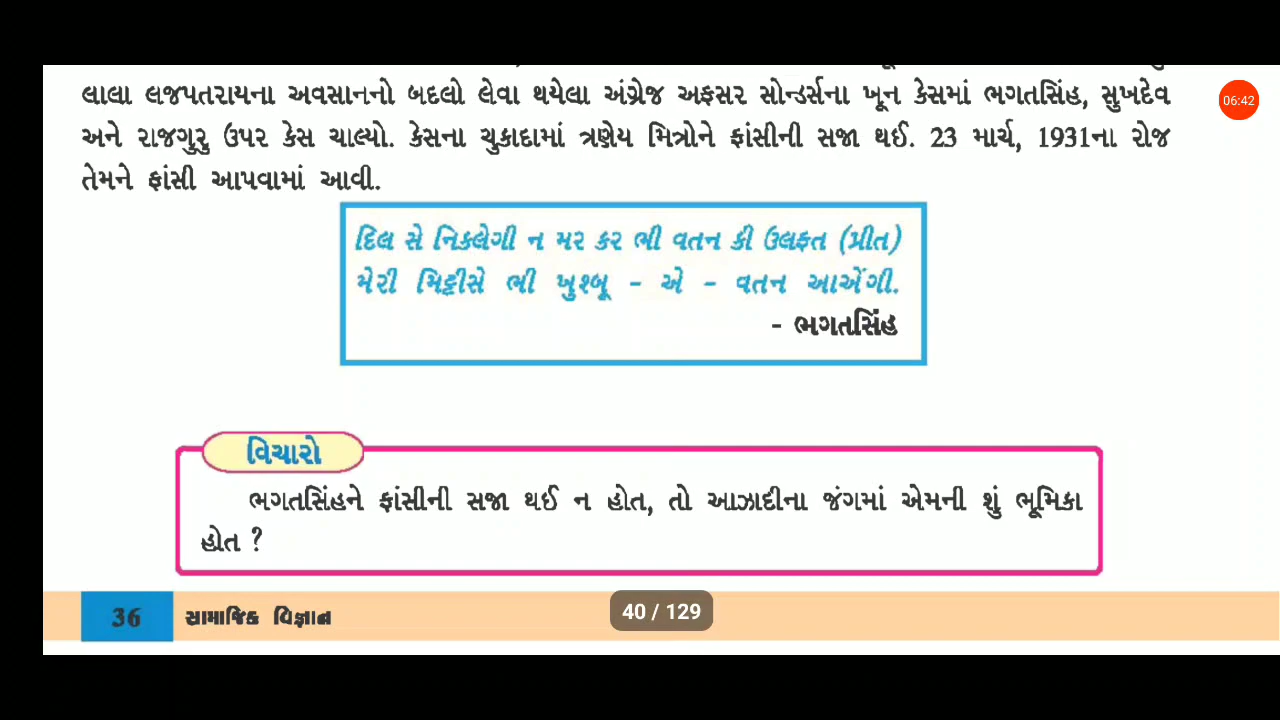 લાલા લજપતરાયના અવસાનનો બદલો લેવા થયેલા અંગ્રેજ અફસર સોન્ડર્સના ખૂન કેસમાં ભગતસિંહ, સુખદેવ
અને રાજગુરુ ઉપર કેસ ચાલ્યો. કેસના ચુકાદામાં ત્રણેય મિત્રોને ફાંસીની સજા થઈ. 23 માર્ચ, 1931ના રોજ
તેમને ફાંસી આપવામાં આવી.
દિલ સે નિકલેગી ન મર કર ભી વતન કી ઉલફત (પ્રીત)
મેરી મિટ્ટીસે ભી ખુશ્બૂ - એ - વતન આએંગી.
- ભગતસિંહ
વિચારો
ભગતસિંહને ફાંસીની સજા થઈ ન હોત, તો આઝાદીના જંગમાં એમની શું ભૂમિકા
હોત ?
36 સામાજિક વિજ્ઞાન
40 / 129
06:42